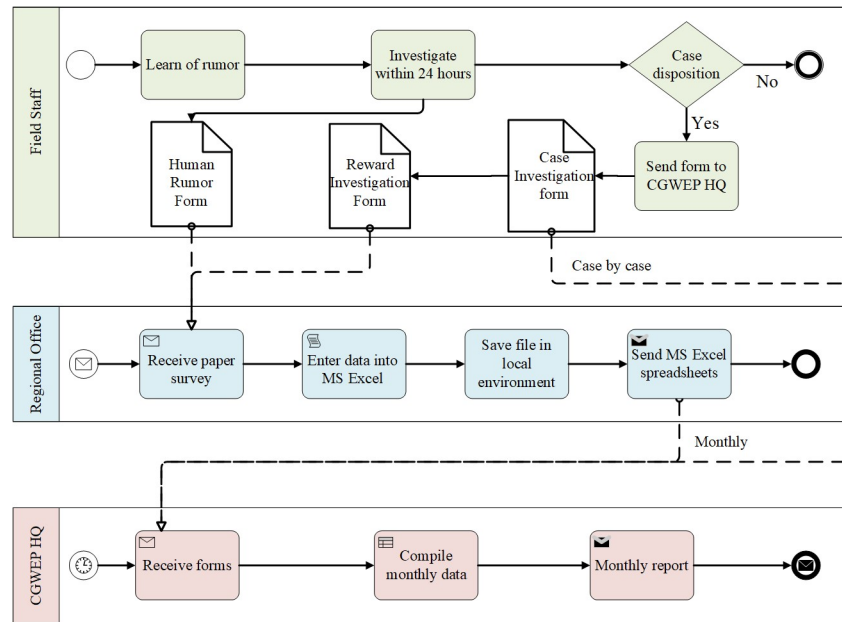 Field Staff
Learn of rumor
Investigate
within 24 hours
Case
disposition
No
Yes
Human
Rumor
Form
Reward
Investigation
Form
Case
Investigation
form
Send form to
CGWEP HQ
Case by case
Regional Office
Receive paper
survey
Enter data into
MS Excel
Save file in
local
environment
Send MS Excel
spreadsheets
Monthly
CGWEP HQ
Receive forms
Compile
monthly data
Monthly report